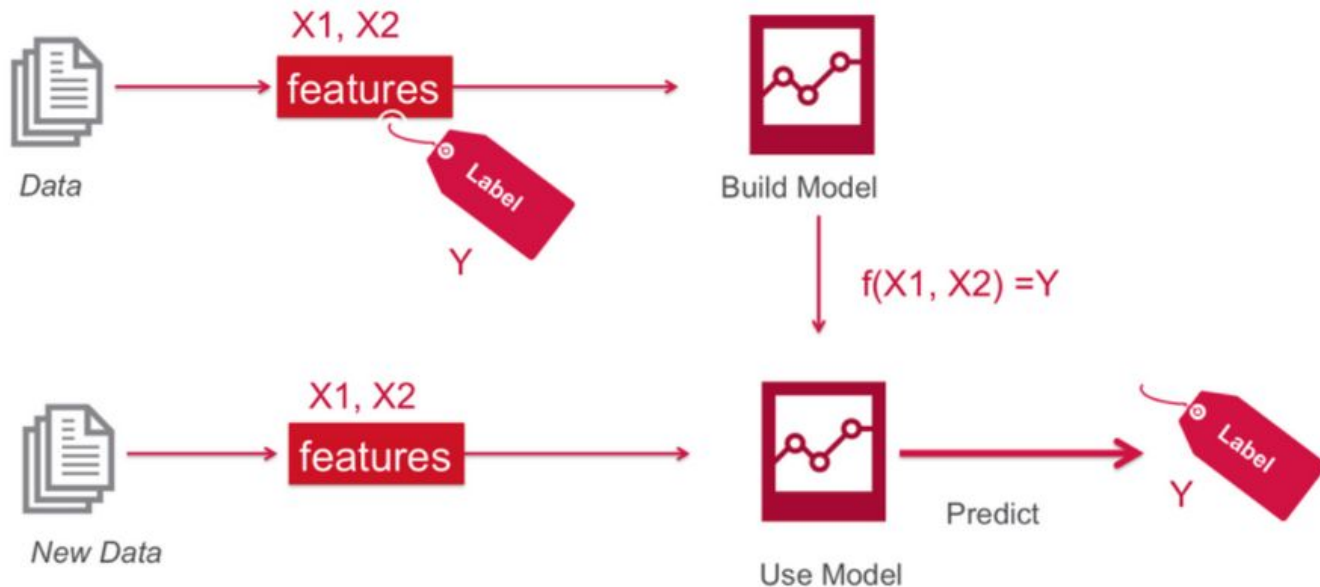 X1, X2
features
Label
Data
Y
Build Model
f(X1, X2) =Y
X1, X2
features
Label
Y
Predict
New Data
Use Model